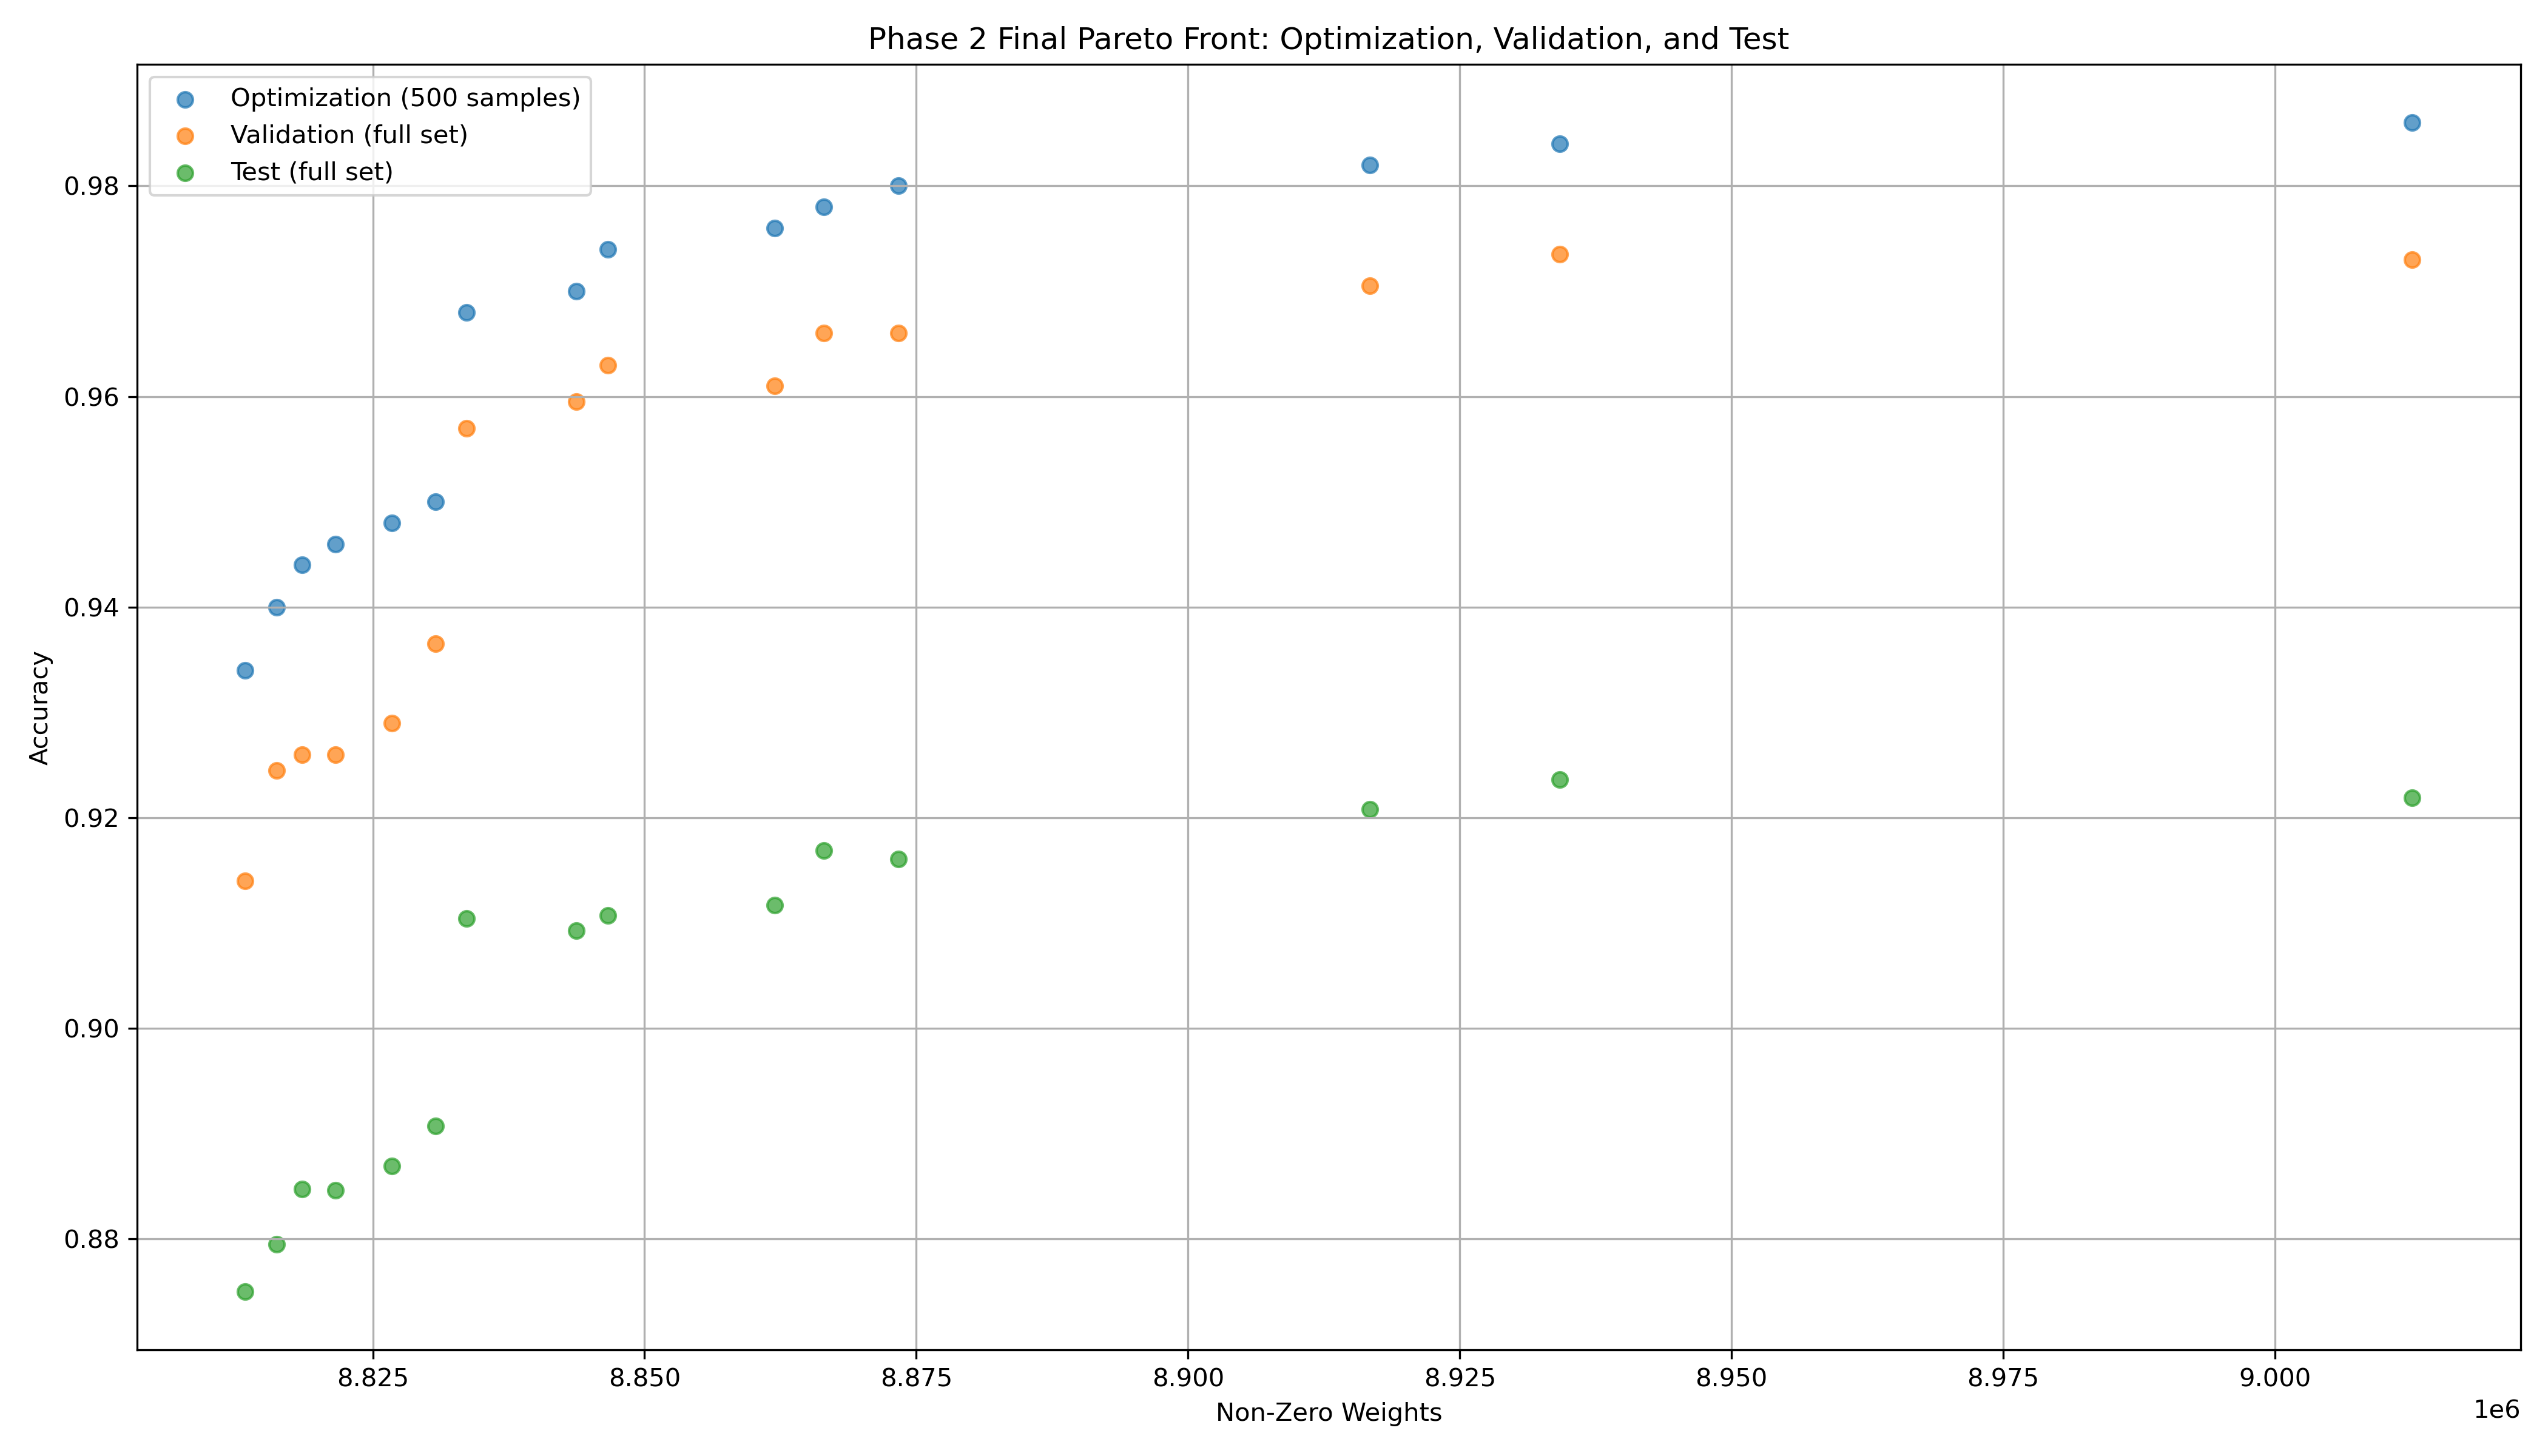 Phase 2 Final Pareto Front: Optimization, Validation, and Test
Optimization (500 samples)
Validation (full set)
Test (full set)
0.98
0.96
0.94
0.92
0.90
0.88
Accuracy
8.825 8.850 8.875 8.900 8.925 8.950 8.975 9.000
1e6
Non-Zero Weights